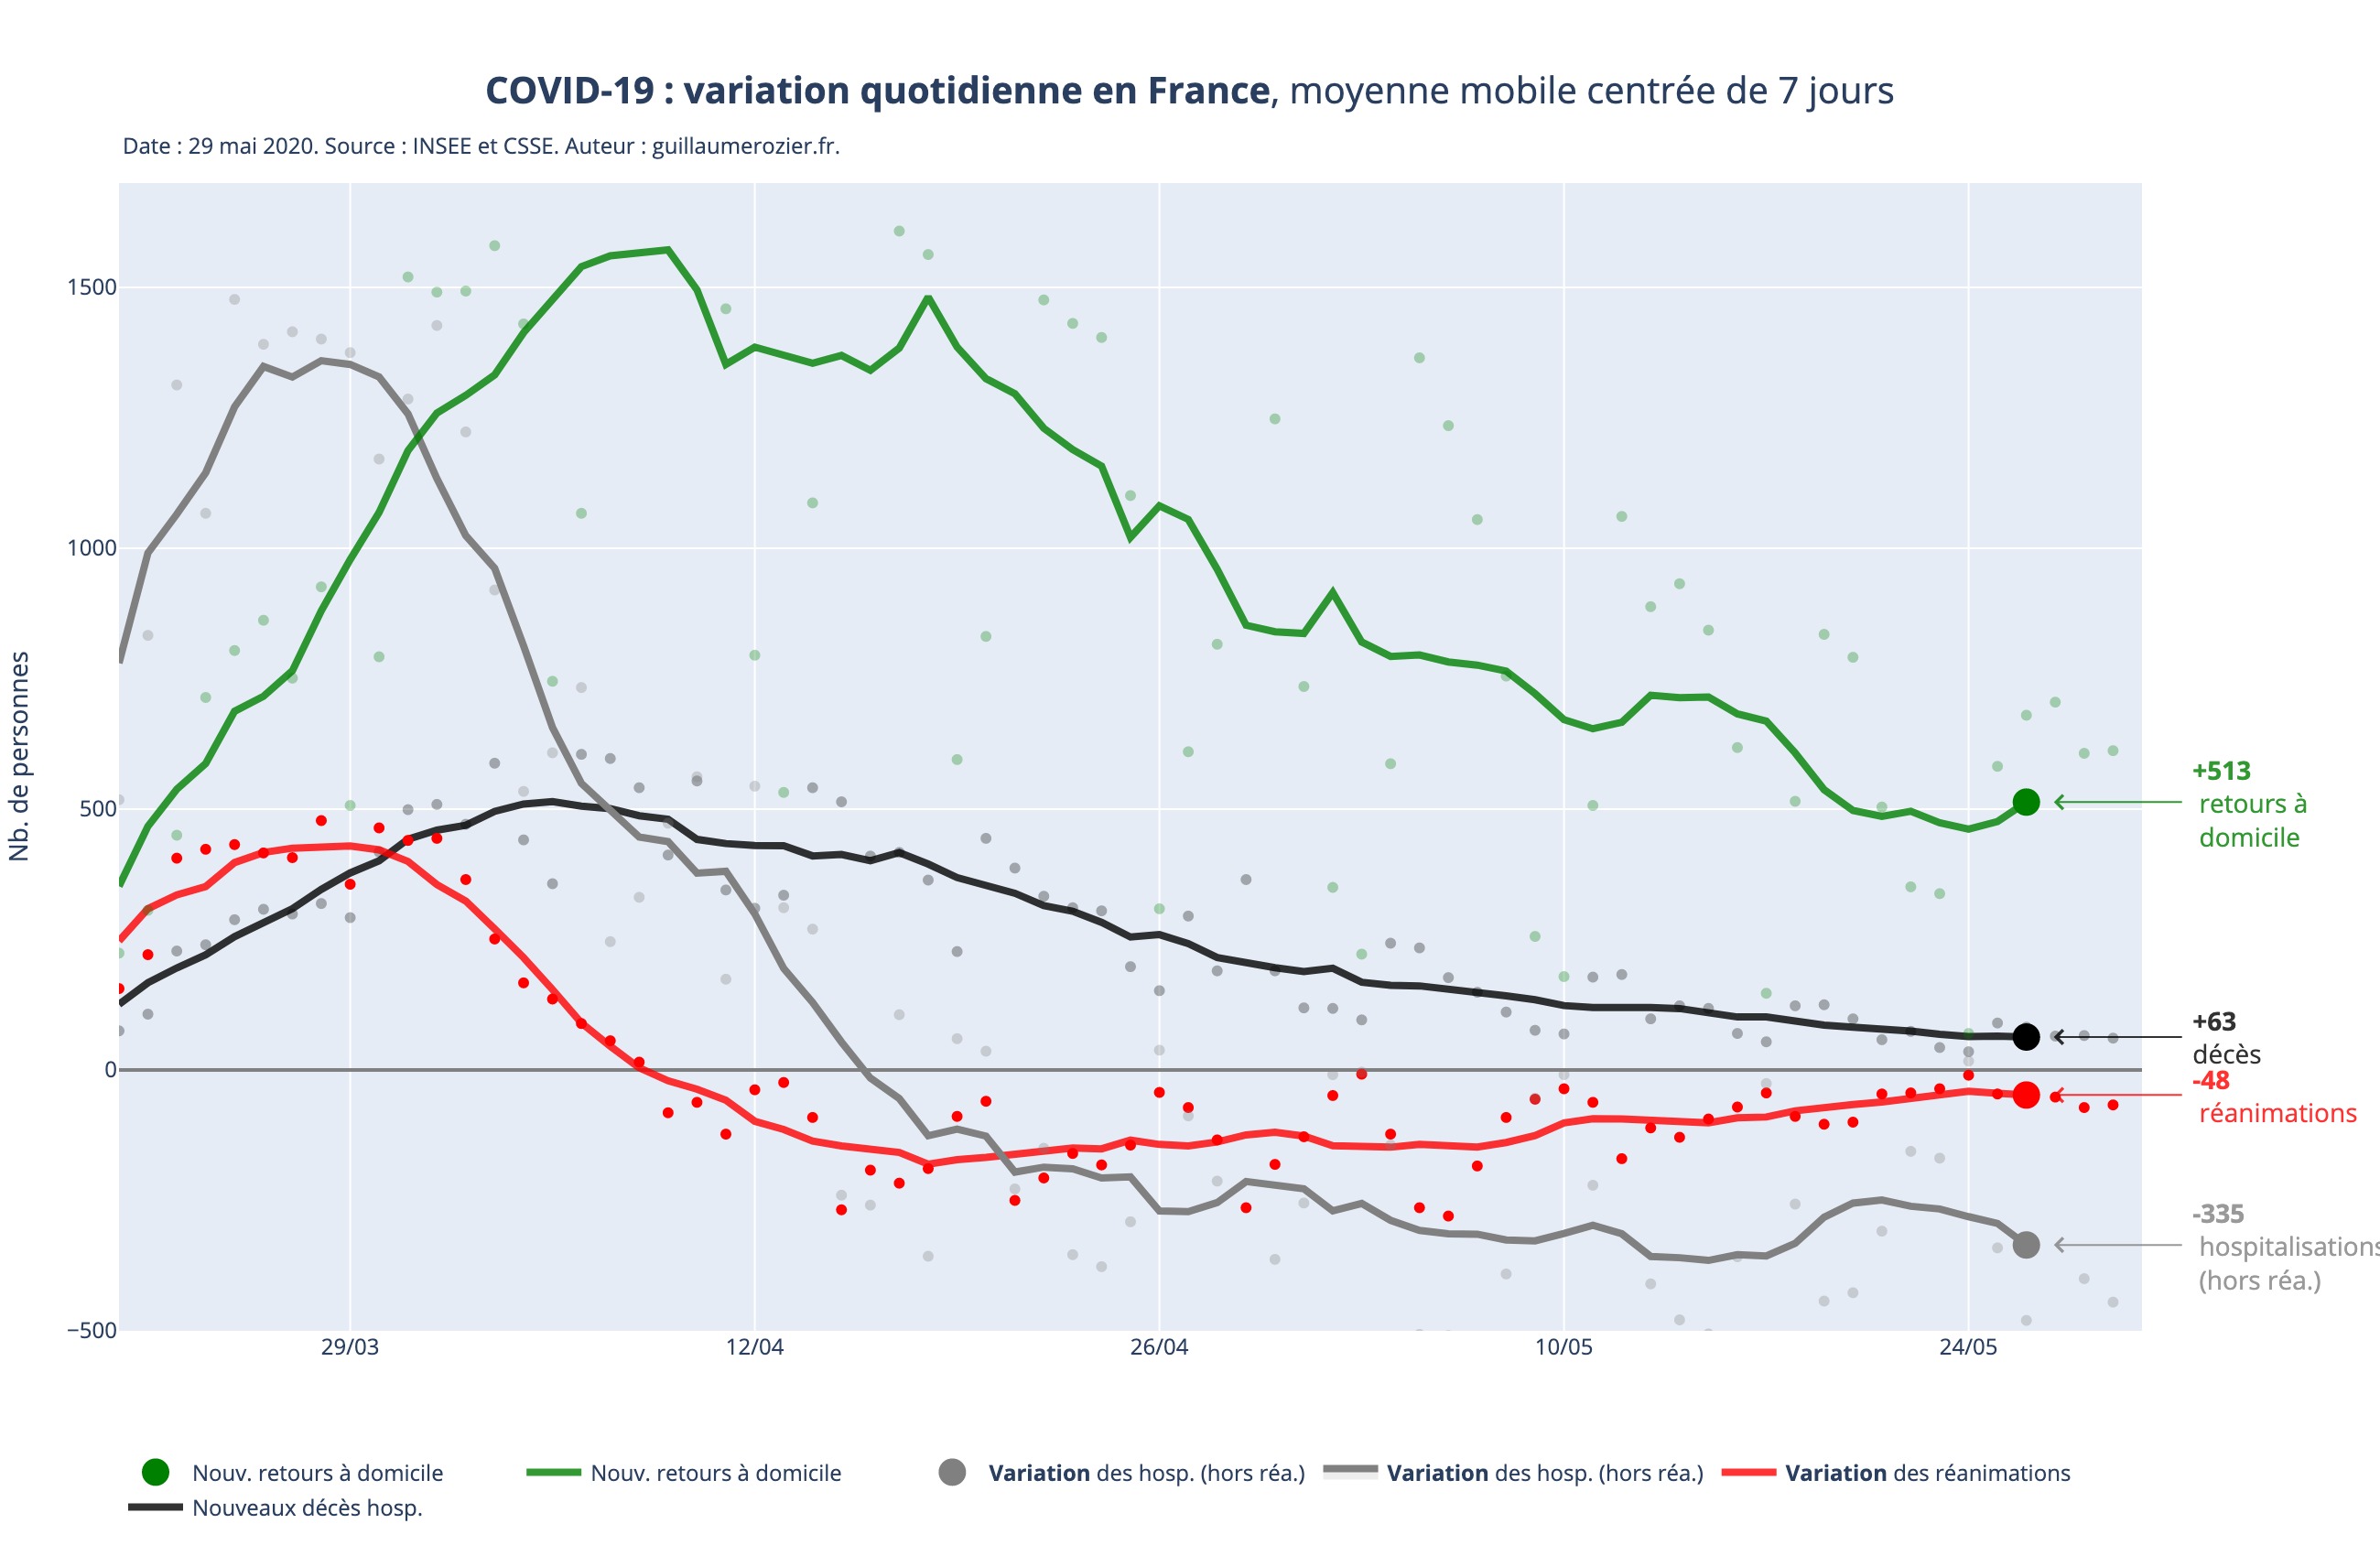 COVID-19 : variation quotidienne en France, moyenne mobile centrée de 7 jours
Date : 29 mai 2020. Source : INSEE et CSSE. Auteur : guillaumerozier.fr.
Nb. de personnes
1500
1000
500
0
−500
29/03
12/04
26/04
10/05
24/05
+513
retours à
domicile
+63
décès
-48
réanimations
-335
hospitalisations
(hors réa.)
Nouv. retours à domicile
Nouv. retours à domicile
Variation des hosp. (hors réa.)
Variation des hosp. (hors réa.)
Variation des réanimations
Nouveaux décès hosp.